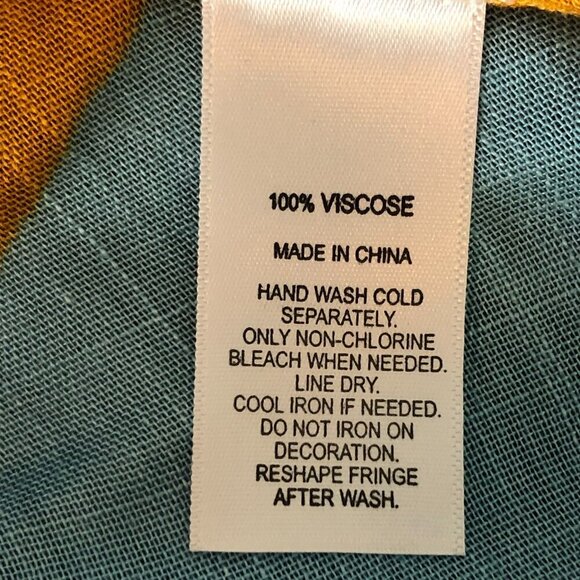 100% VISCOSE
MADE IN CHINA
HAND WASH COLD
SEPARATELY.
ONLY NON-CHLORINE
BLEACH WHEN NEEDED.
LINE DRY.
COOL IRON IF NEEDED.
DO NOT IRON ON
DECORATION.
RESHAPE FRINGE
AFTER WASH.